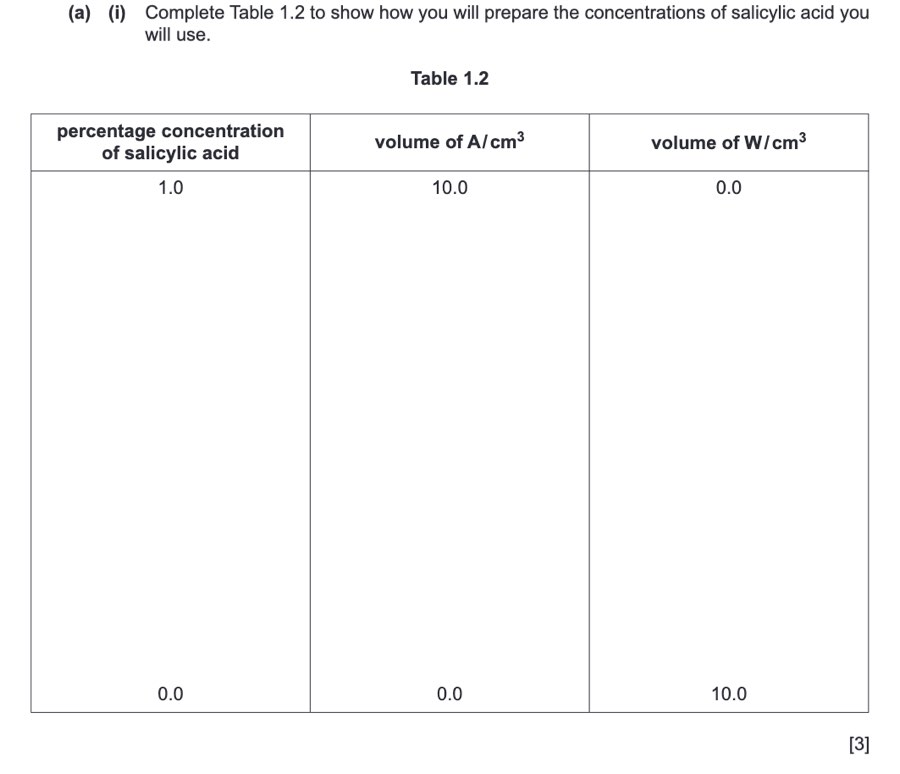 (a) (i) Complete Table 1.2 to show how you will prepare the concentrations of salicylic acid you
will use.
Table 1.2
percentage concentration
of salicylic acid
volume of A/cm³
volume of W/cm³
1.0 10.0 0.0
0.0 0.0 10.0
[3]